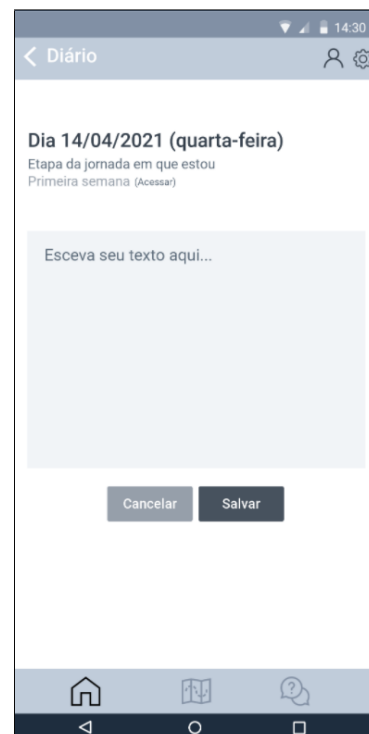 14:30
Diário
Dia 14/04/2021 (quarta-feira)
Etapa da jornada em que estou
Primeira semana (Acessar)
Esceva seu texto aqui...
Cancelar Salvar